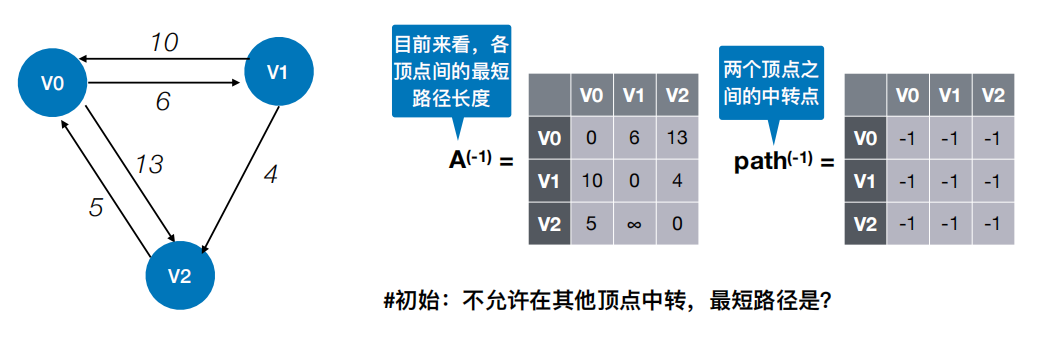 10
V0
V1
6
13
4
5
V2
目前来看，各
顶点间的最短
路径长度
A(-1) =
V0 V1 V2
V0 0 6 13
V1 10 0 4
V2 5 ∞ 0
两个顶点之
间的中转点
path(-1) =
V0 V1 V2
V0 -1 -1 -1
V1 -1 -1 -1
V2 -1 -1 -1
#初始：不允许在其他顶点中转，最短路径是?